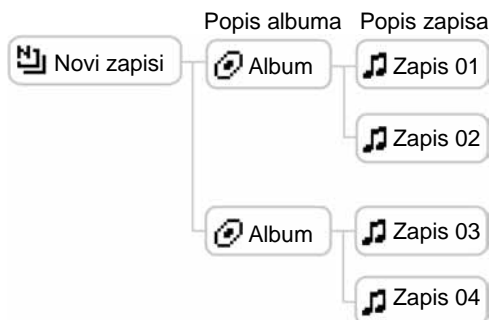 Popis albuma Popis zapisa
Novi zapisi Album Zapis 01
Zapis 02
Album Zapis 03
Zapis 04